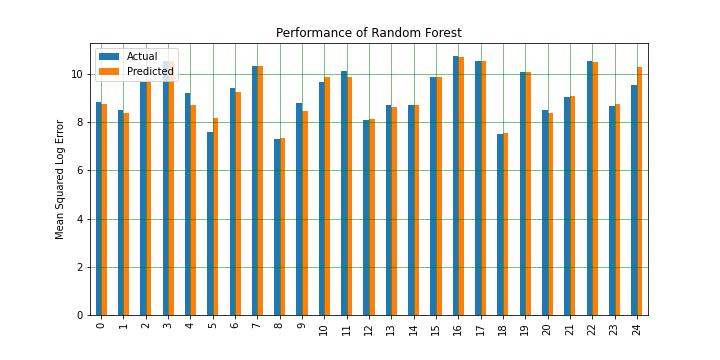 Performance of Random Forest
Actual
Predicted
Mean Squared Log Error
10
8
6
4
2
0
0 1 2 3 4 5 6 7 8 9 10 11 12 13 14 15 16 17 18 19 20 21 22 23 24